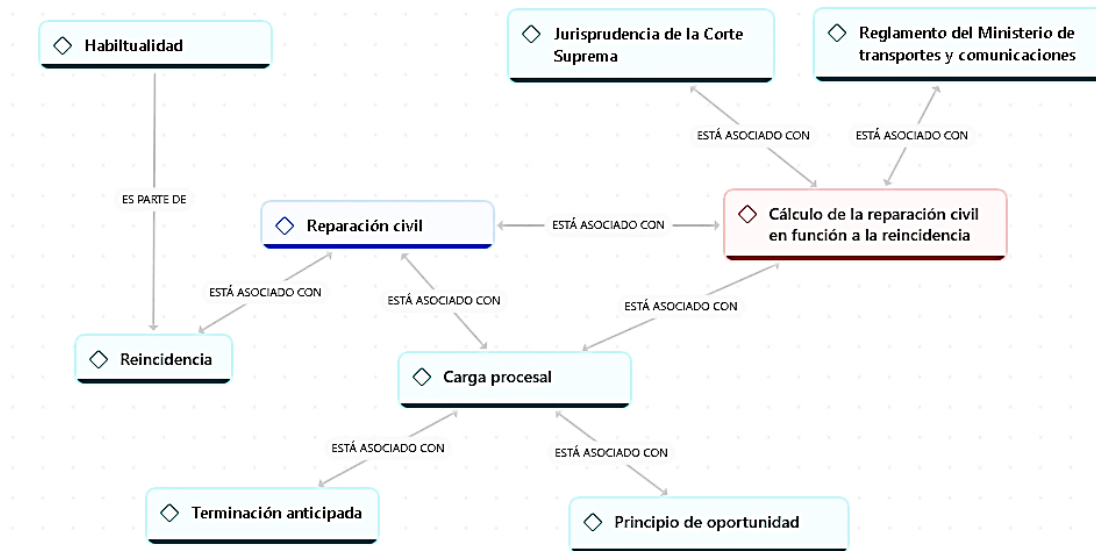 Habiltualidad
Jurisprudencia de la Corte
Suprema
Reglamento del Ministerio de
transportes y comunicaciones
ESTÁ ASOCIADO CON
ESTÁ ASOCIADO CON
ES PARTE DE
Reparación civil
ESTÁ ASOCIADO CON
Cálculo de la reparación civil
en función a la reincidencia
ESTÁ ASOCIADO CON
ESTÁ ASOCIADO CON
ESTÁ ASOCIADO CON
Reincidencia
Carga procesal
ESTÁ ASOCIADO CON
ESTÁ ASOCIADO CON
Terminación anticipada
Principio de oportunidad